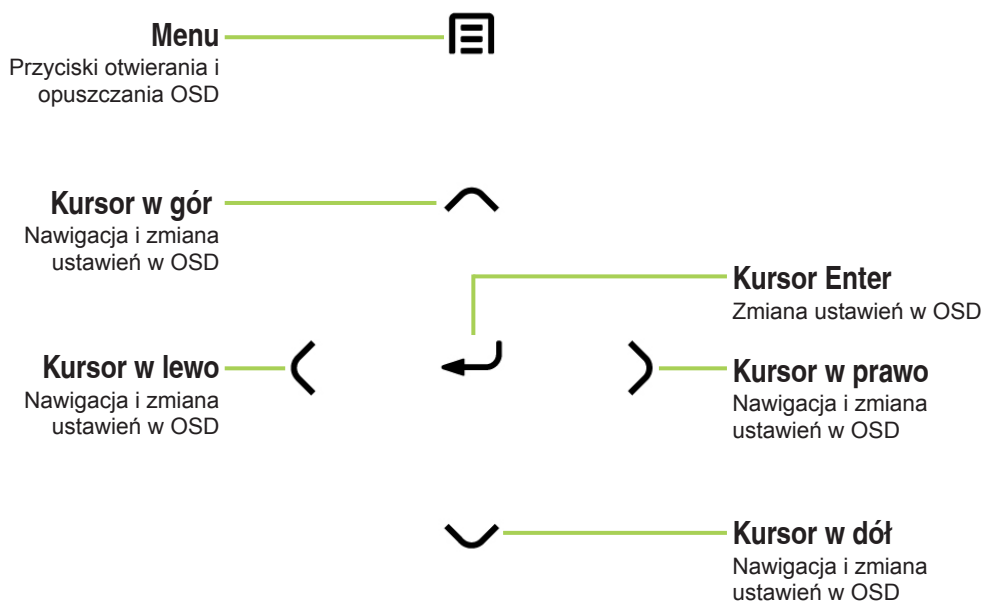 Menu
Przyciski otwierania i
opuszczania OSD
Kursor w gór
Nawigacja i zmiana
ustawień w OSD
Kursor Enter
Zmiana ustawień w OSD
Kursor w lewo
Nawigacja i zmiana
ustawień w OSD
Kursor w prawo
Nawigacja i zmiana
ustawień w OSD
Kursor w dół
Nawigacja i zmiana
ustawień w OSD